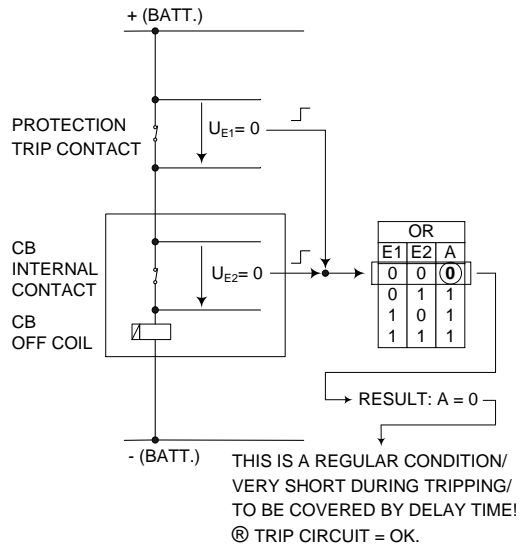 + (BATT.)
PROTECTION
TRIP CONTACT
UE1= 0
CB
INTERNAL
CONTACT
UE2= 0
CB
OFF COIL
OR
E1 E2 A
0 0 0
0 1 1
1 0 1
1 1 1
RESULT: A = 0
- (BATT.)
THIS IS A REGULAR CONDITION/
VERY SHORT DURING TRIPPING/
TO BE COVERED BY DELAY TIME!
® TRIP CIRCUIT = OK.